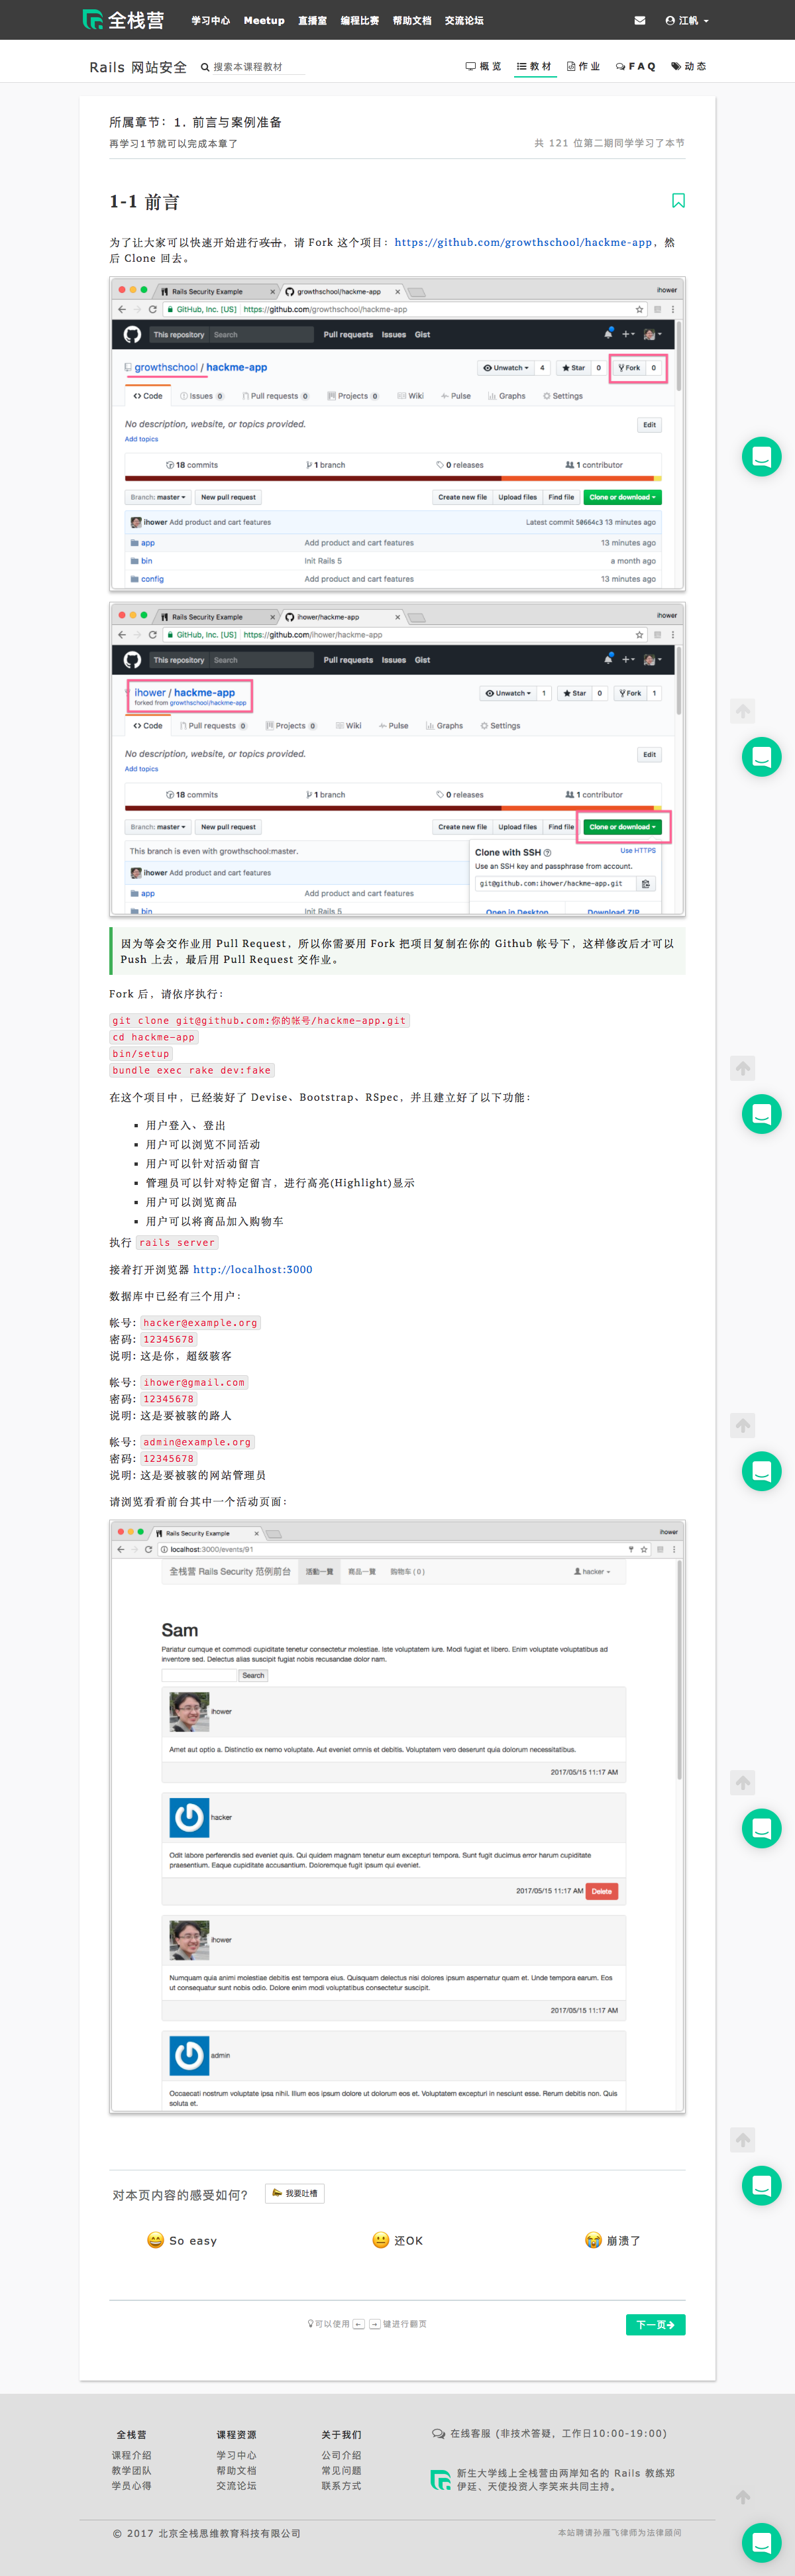 全栈营 学习中心 Meetup 直播室 编程比赛 帮助文档 交流论坛 江帆
Rails 网站安全 搜索本课程教材 概览 教材 作业 FAQ 动态
所属章节：1. 前言与案例准备
再学习1节就可以完成本章了 共 121 位第二期同学学习了本节
1-1 前言
为了让大家可以快速开始进行攻击，请 Fork 这个项目：https://github.com/growthschool/hackme-app，然
后 Clone 回去。
Rails Security Example growthschool/hackme-app ihower
GitHub, Inc. [US] https://github.com/growthschool/hackme-app
This repository Search Pull requests Issues Gist
growthschool / hackme-app Unwatch 4 Star 0 Fork 0
Code Issues 0 Pull requests 0 Projects 0 Wiki Pulse Graphs Settings
No description, website, or topics provided. Edit
Add topics
18 commits 1 branch 0 releases 1 contributor
Branch: master New pull request Create new file Upload files Find file Clone or download
ihower Add product and cart features Latest commit 50664c3 13 minutes ago
app Add product and cart features 13 minutes ago
bin Init Rails 5 a month ago
config Add product and cart features 13 minutes ago
Rails Security Example ihower/hackme-app ihower
GitHub, Inc. [US] https://github.com/ihower/hackme-app
This repository Search Pull requests Issues Gist
ihower / hackme-app Unwatch 1 Star 0 Fork 1
forked from growthschool/hackme-app
Code Pull requests 0 Projects 0 Wiki Pulse Graphs Settings
No description, website, or topics provided. Edit
Add topics
18 commits 1 branch 0 releases 1 contributor
Branch: master New pull request Create new file Upload files Find file Clone or download
This branch is even with growthschool:master. Clone with SSH Use HTTPS
Use an SSH key and passphrase from account.
ihower Add product and cart features
git@github.com:ihower/hackme-app.git
app Add product and cart features
bin Init Rails 5 Open in Desktop Download ZIP
因为等会交作业用 Pull Request，所以你需要用 Fork 把项目复制在你的 Github 帐号下，这样修改后才可以
Push 上去，最后用 Pull Request 交作业。
Fork 后，请依序执行：
git clone git@github.com:你的帐号/hackme-app.git
cd hackme-app
bin/setup
bundle exec rake dev:fake
在这个项目中，已经装好了 Devise、Bootstrap、RSpec，并且建立好了以下功能：
用户登入、登出
用户可以浏览不同活动
用户可以针对活动留言
管理员可以针对特定留言，进行高亮(Highlight)显示
用户可以浏览商品
用户可以将商品加入购物车
执行 rails server
接着打开浏览器 http://localhost:3000
数据库中已经有三个用户：
帐号: hacker@example.org
密码: 12345678
说明: 这是你，超级骇客
帐号: ihower@gmail.com
密码: 12345678
说明: 这是要被骇的路人
帐号: admin@example.org
密码: 12345678
说明: 这是要被骇的网站管理员
请浏览看看前台其中一个活动页面：
Rails Security Example ihower
localhost:3000/events/91
全栈营 Rails Security 范例前台 活動一覽 商品一覽 购物车 ( 0 ) hacker
Sam
Pariatur cumque et commodi cupiditate tenetur consectetur molestiae. Iste voluptatem iure. Modi fugiat et libero. Enim voluptate voluptatibus ad
inventore sed. Delectus alias suscipit fugiat nobis recusandae dolor nam.
Search
ihower
Amet aut optio a. Distinctio ex nemo voluptate. Aut eveniet omnis et debitis. Voluptatem vero deserunt quia dolorum necessitatibus.
2017/05/15 11:17 AM
hacker
Odit labore perferendis sed eveniet quis. Qui quidem magnam tenetur eum excepturi tempora. Sunt fugit ducimus error harum cupiditate
praesentium. Eaque cupiditate accusantium. Doloremque fugit ipsum qui eveniet.
2017/05/15 11:17 AM Delete
ihower
Numquam quia animi molestiae debitis est tempora eius. Quisquam delectus nisi dolores ipsum aspernatur quam et. Unde tempora earum. Eos
ut consequatur sunt nobis odio. Dolore enim modi voluptatibus consectetur suscipit.
2017/05/15 11:17 AM
admin
Occaecati nostrum voluptate ipsa nihil. Illum eos ipsum dolore ut dolorum eos et. Voluptatem excepturi in nesciunt esse. Rerum debitis non. Quis
soluta et.
对本页内容的感受如何？ 我要吐槽
So easy 还OK 崩溃了
可以使用 ← → 键进行翻页 下一页
全栈营 课程资源 关于我们 在线客服 (非技术答疑，工作日10:00-19:00)
课程介绍 学习中心 公司介绍
教学团队 帮助文档 常见问题
学员心得 交流论坛 联系方式
新生大学线上全栈营由两岸知名的 Rails 教练郑
伊廷、天使投资人李笑来共同主持。
© 2017 北京全栈思维教育科技有限公司 本站聘请孙雁飞律师为法律顾问